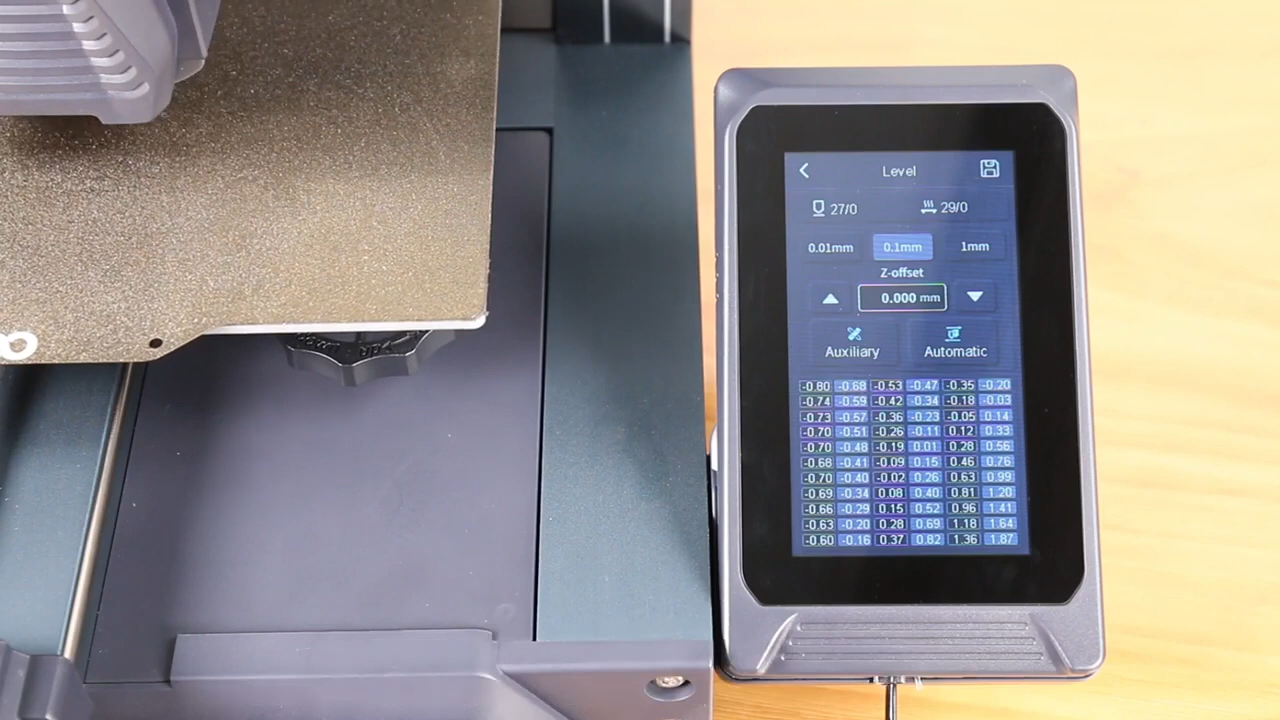 Level
27/0 29/0
0.01mm 0.1mm 1mm
Z-offset
0.000 mm
Auxiliary Automatic
-0.80 -0.68 -0.53 -0.47 -0.35 -0.20
-0.74 -0.59 -0.42 -0.34 -0.18 -0.03
-0.73 -0.57 -0.36 -0.23 -0.05 0.14
-0.70 -0.51 -0.26 -0.11 0.12 0.33
-0.70 -0.48 -0.19 0.01 0.28 0.56
-0.68 -0.41 -0.09 0.15 0.46 0.76
-0.70 -0.40 -0.02 0.26 0.63 0.99
-0.69 -0.34 0.08 0.40 0.81 1.20
-0.66 -0.29 0.15 0.52 0.96 1.41
-0.63 -0.20 0.28 0.69 1.18 1.64
-0.60 -0.16 0.37 0.82 1.36 1.87